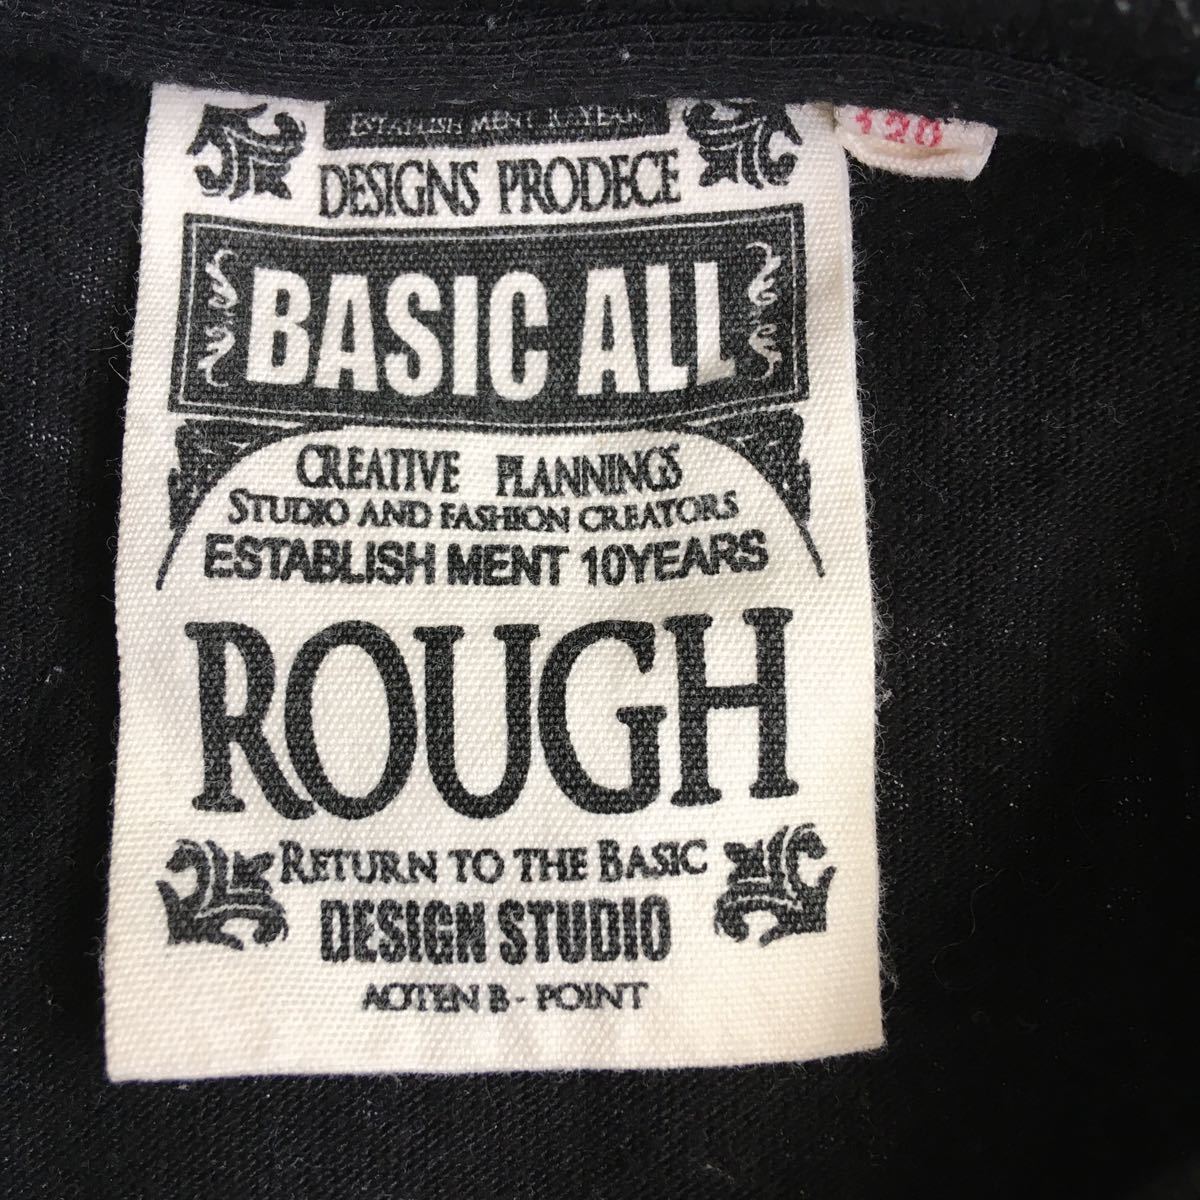 ESTABLISH MENT 10YEARS
120
DESIGNS PRODECE
BASIC ALL
CREATIVE PLANNINGS
STUDIO AND FASHION CREATORS
ESTABLISH MENT 10YEARS
ROUGH
RETURN TO THE BASIC
DESIGN STUDIO
AOTEN B - POINT